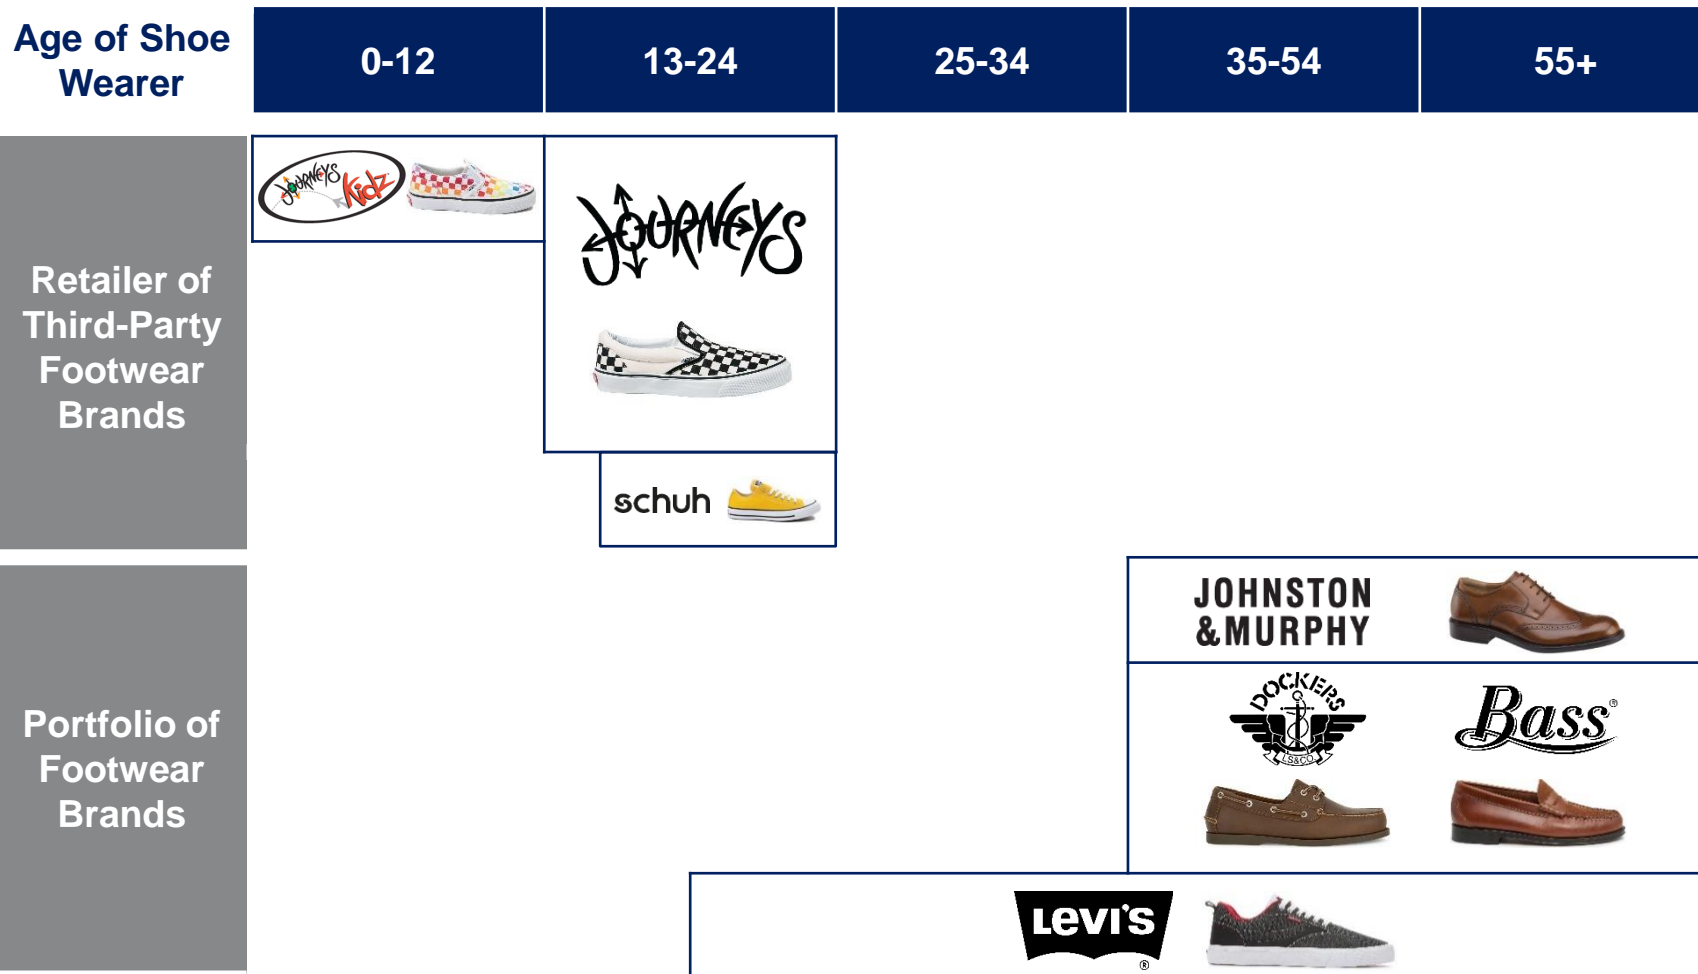 Age of Shoe
Wearer
0-12
13-24
25-34
35-54
55+
Retailer of
Third-Party
Footwear
Brands
JOURNEYS
Kidz
JOURNEYS
schuh
Portfolio of
Footwear
Brands
JOHNSTON
&MURPHY
DOCKERS
LS&CO.
Bass®
LEVI'S
®